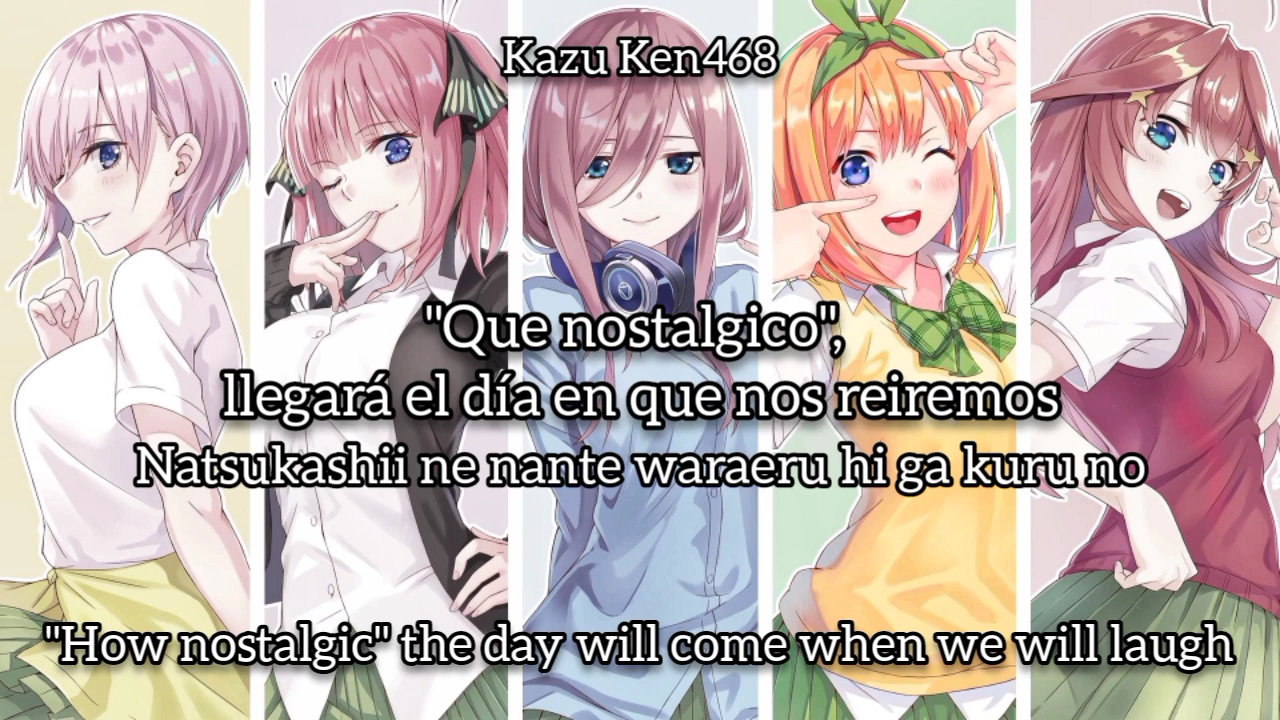 Kazu Ken468
"Que nostalgico",
llegará el día en que nos reiremos
Natsukashii ne nante waraeru hi ga kuru no
"How nostalgic" the day will come when we will laugh